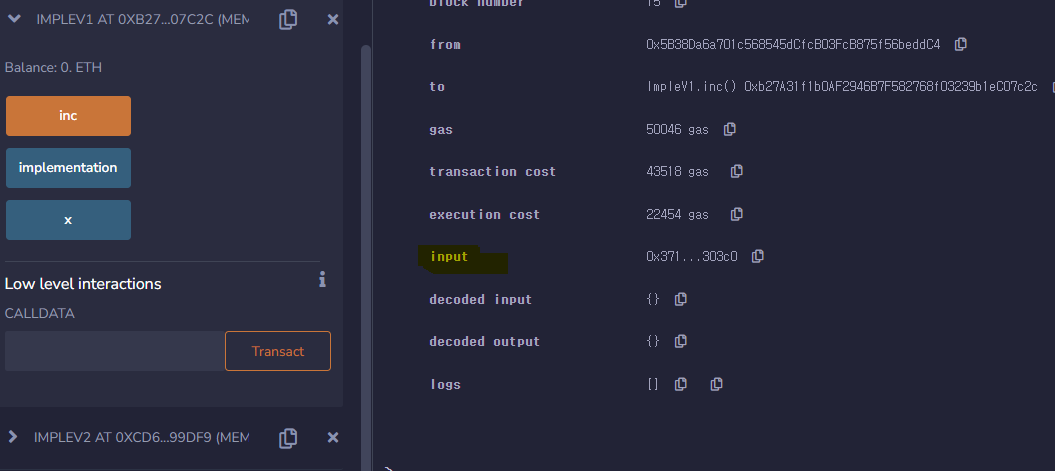 IMPLEV1 AT 0XB27...07C2C (MEM
Balance: 0. ETH
inc
implementation
x
Low level interactions
i
CALLDATA
Transact
IMPLEV2 AT 0XCD6...99DF9 (MEM
block number 15
from 0x5B38Da6a701c568545dCfcB03FcB875f56beddC4
to ImpleV1.inc() 0xb27A31f1b0AF2946B7F582768f03239b1eC07c2c
gas 50046 gas
transaction cost 43518 gas
execution cost 22454 gas
input 0x371...303c0
decoded input {}
decoded output {}
logs []
>